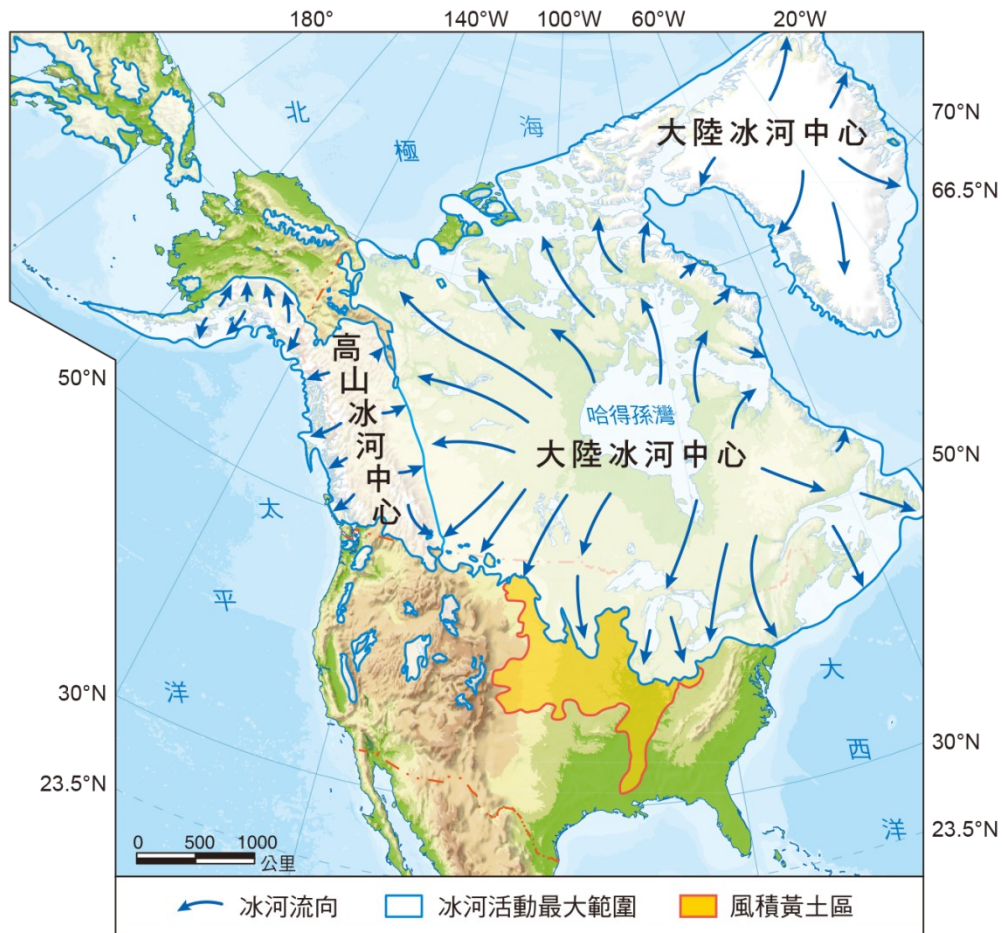 180°
140°W
100°W
60°W
20°W
70°N
66.5°N
50°N
30°N
23.5°N
50°N
30°N
23.5°N
北極海
大陸冰河中心
高山冰河中心
哈得孫灣
大陸冰河中心
太平洋
大西洋
0 500 1000
公里
冰河流向
冰河活動最大範圍
風積黃土區